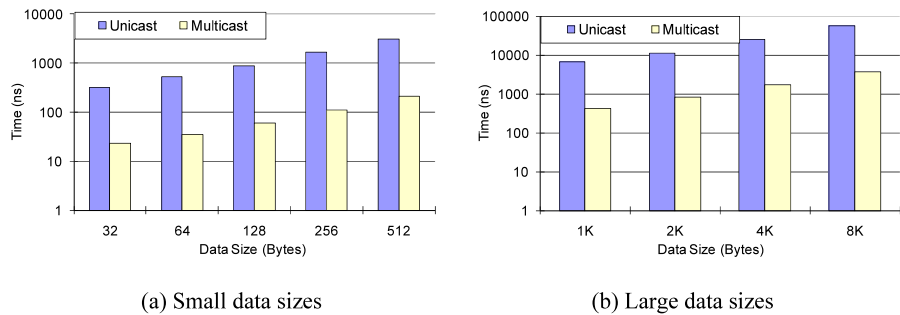 10000
1000
100
10
1
Time (ns)
Unicast Multicast
32 64 128 256 512
Data Size (Bytes)
(a) Small data sizes
100000
10000
1000
100
10
1
Time (ns)
Unicast Multicast
1K 2K 4K 8K
Data Size (Bytes)
(b) Large data sizes